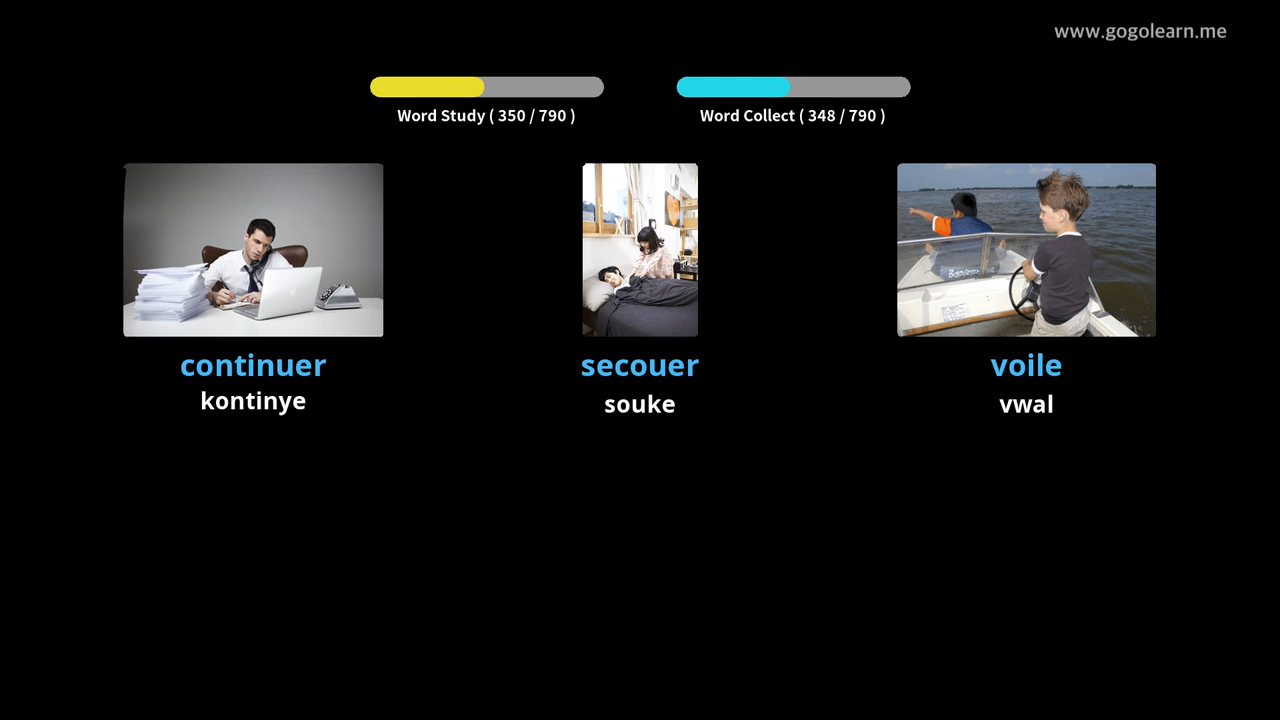 www.gogolearn.me
Word Study ( 350 / 790 )
Word Collect ( 348 / 790 )
continuer
kontinye
secouer
souke
voile
vwal